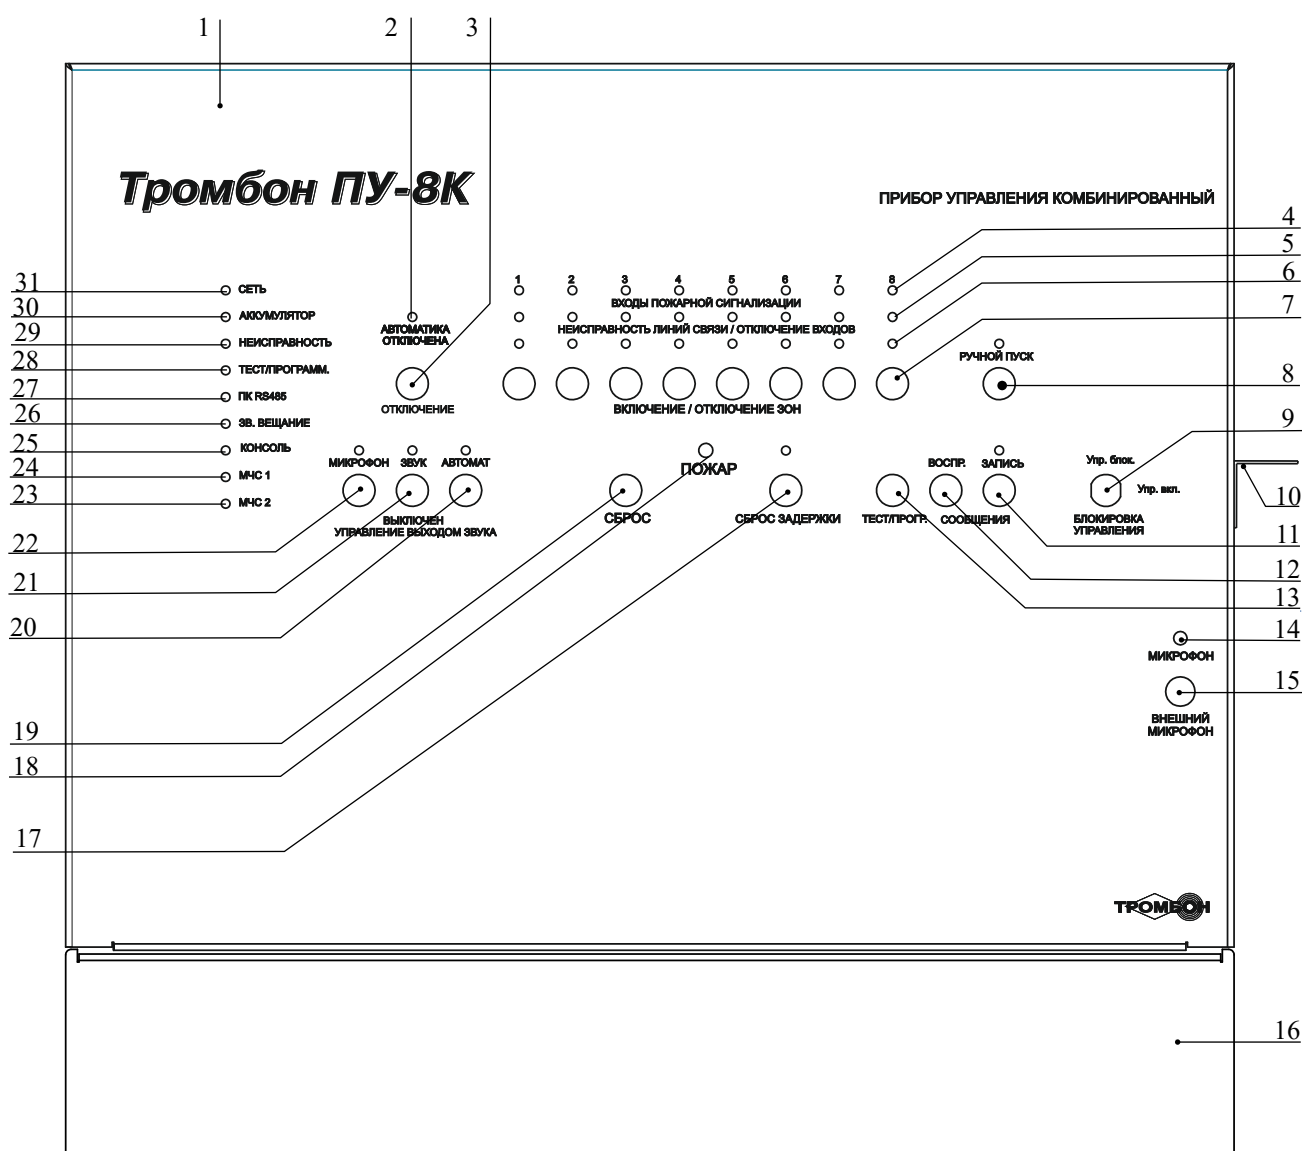 1 2 3
Тромбон ПУ-8К
ПРИБОР УПРАВЛЕНИЯ КОМБИНИРОВАННЫЙ
4
5
6
7
31 СЕТЬ
30 АККУМУЛЯТОР
29 НЕИСПРАВНОСТЬ
28 ТЕСТ/ПРОГРАММ.
27 ПК RS485
26 ЗВ. ВЕЩАНИЕ
25 КОНСОЛЬ
24 МЧС 1
23 МЧС 2
АВТОМАТИКА
ОТКЛЮЧЕНА
ОТКЛЮЧЕНИЕ
1 2 3 4 5 6 7 8
ВХОДЫ ПОЖАРНОЙ СИГНАЛИЗАЦИИ
НЕИСПРАВНОСТЬ ЛИНИЙ СВЯЗИ / ОТКЛЮЧЕНИЕ ВХОДОВ
ВКЛЮЧЕНИЕ / ОТКЛЮЧЕНИЕ ЗОН
РУЧНОЙ ПУСК
8
9
МИКРОФОН ЗВУК АВТОМАТ
ВЫКЛЮЧЕН
УПРАВЛЕНИЕ ВЫХОДОМ ЗВУКА
ПОЖАР
СБРОС
СБРОС ЗАДЕРЖКИ
ТЕСТ/ПРОГР.
ВОСПР. ЗАПИСЬ
СООБЩЕНИЯ
Упр. блок.
Упр. вкл.
БЛОКИРОВКА
УПРАВЛЕНИЯ
10
11
12
13
22
21
20
14
МИКРОФОН
15
ВНЕШНИЙ
МИКРОФОН
19
18
17
ТРОМБОН
16